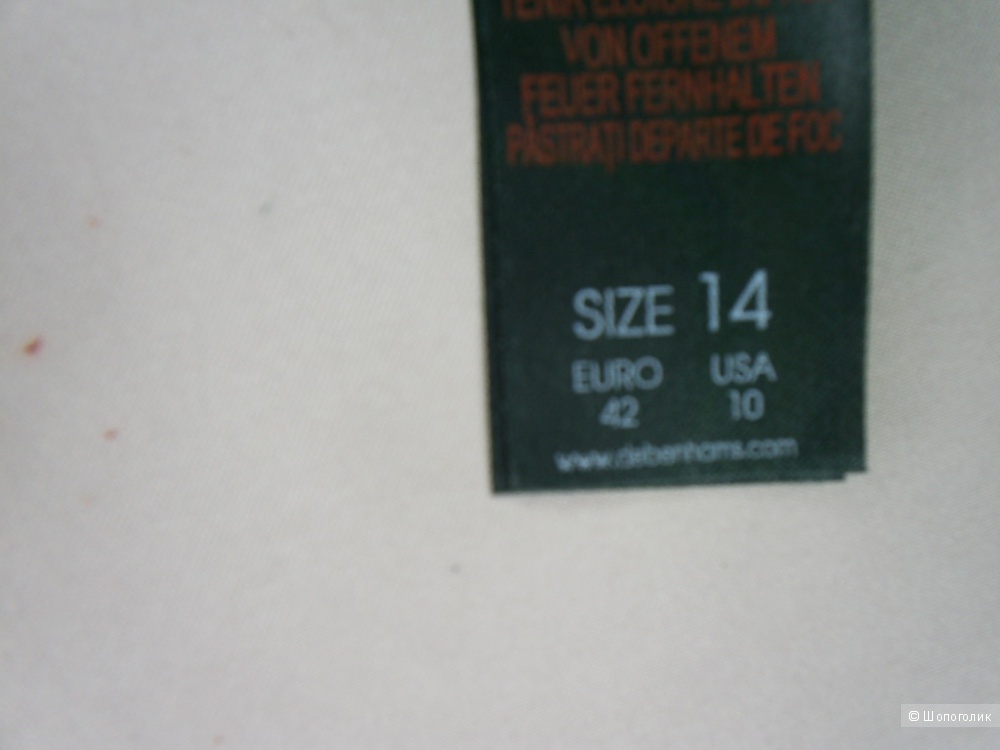 VON OFFENEM
FEUER FERNHALTEN
PĂSTRAȚI DEPARTE DE FOC
SIZE 14
EURO USA
42 10
www.debenhams.com
© Шопоголик